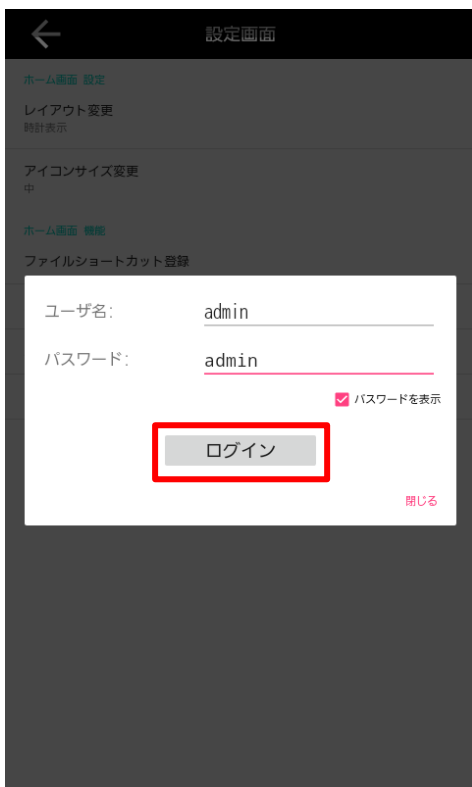 設定画面
ホーム画面 設定
レイアウト変更
時計表示
アイコンサイズ変更
中
ホーム画面 機能
ファイルショートカット登録
ユーザ名: admin
パスワード: admin
パスワードを表示
ログイン
閉じる